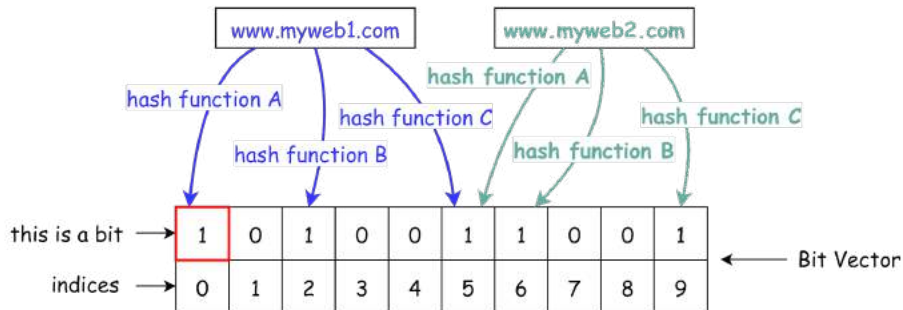 www.myweb1.com www.myweb2.com
hash function A
hash function A
hash function C
hash function C
hash function B
hash function B
this is a bit 1 0 1 0 0 1 1 0 0 1
Bit Vector
indices 0 1 2 3 4 5 6 7 8 9